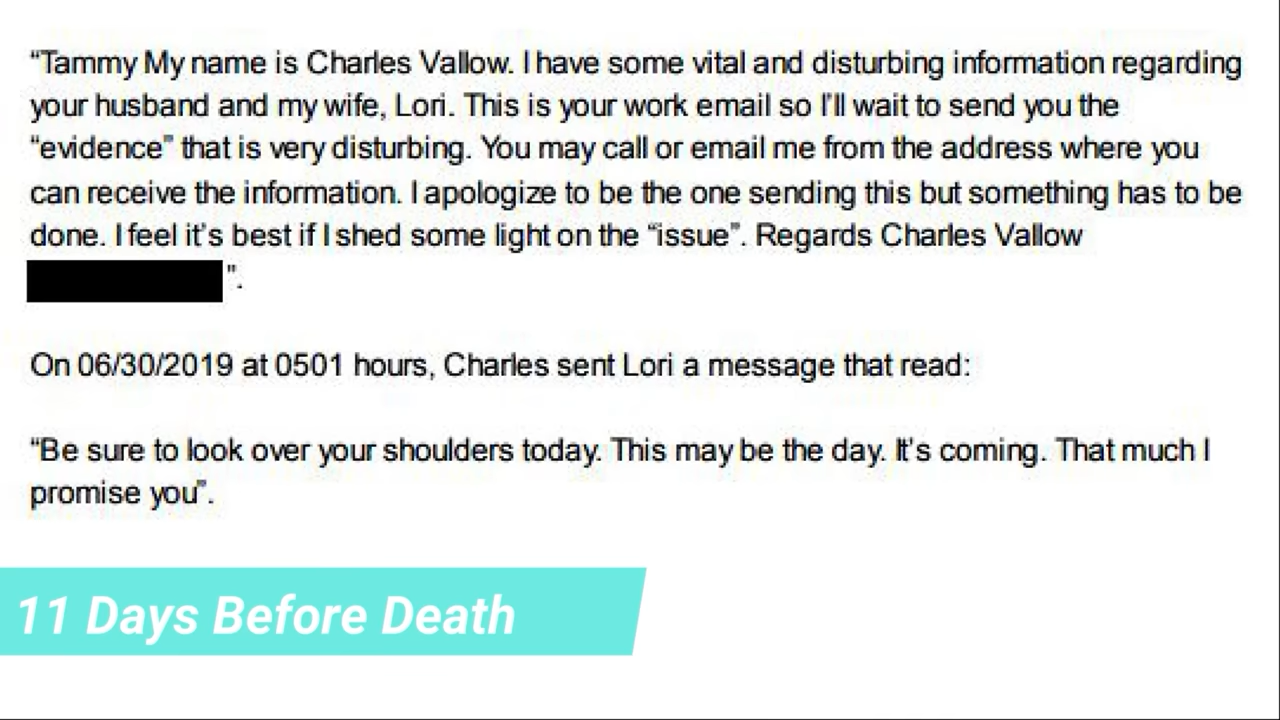 “Tammy My name is Charles Vallow. I have some vital and disturbing information regarding
your husband and my wife, Lori. This is your work email so I'll wait to send you the
“evidence” that is very disturbing. You may call or email me from the address where you
can receive the information. I apologize to be the one sending this but something has to be
done. I feel it's best if I shed some light on the “issue”. Regards Charles Vallow
”.
On 06/30/2019 at 0501 hours, Charles sent Lori a message that read:
“Be sure to look over your shoulders today. This may be the day. It's coming. That much I
promise you”.
11 Days Before Death